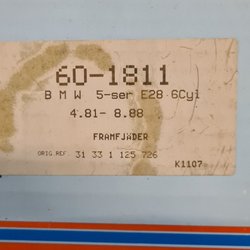 60-1811
BMW 5-ser E28 6Cyl
4.81- 8.88
FRAMFJÄDER
ORIG.REF. 31 33 1 125 726
K1107